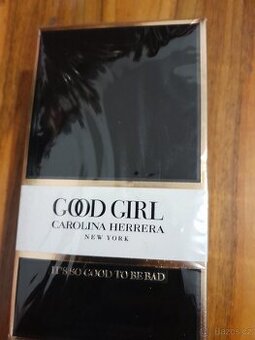 GOOD GIRL
CAROLINA HERRERA
NEW YORK
IT'S SO GOOD TO BE BAD